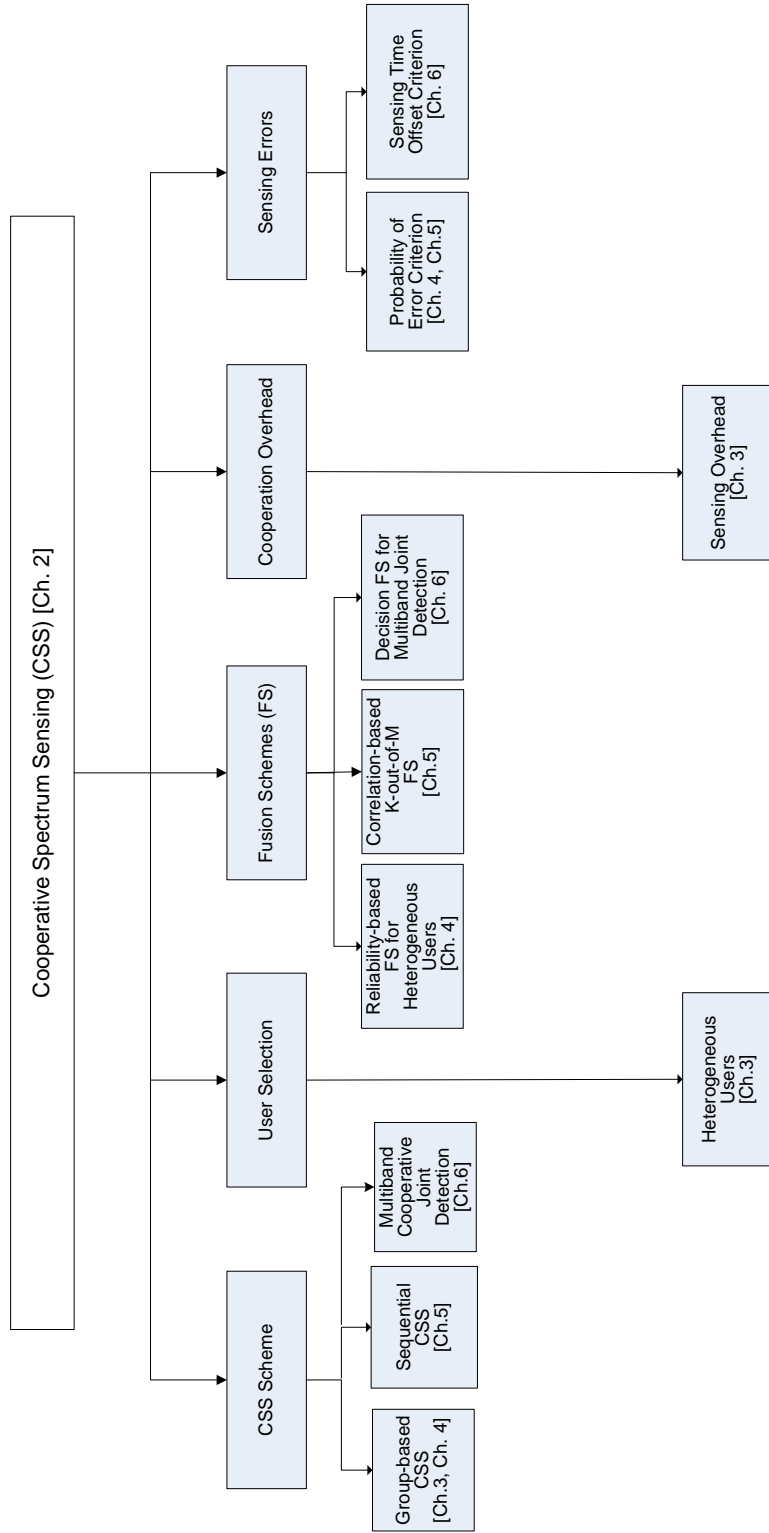 Cooperative Spectrum Sensing (CSS) [Ch. 2]
CSS Scheme
User Selection
Fusion Schemes (FS)
Cooperation Overhead
Sensing Errors
Group-based
CSS
[Ch.3, Ch. 4]
Sequential
CSS
[Ch.5]
Multiband
Cooperative
Joint
Detection
[Ch.6]
Reliability-based
FS for
Heterogeneous
Users
[Ch. 4]
Correlation-based
K-out-of-M
FS
[Ch.5]
Decision FS for
Multiband Joint
Detection
[Ch. 6]
Probability of
Error Criterion
[Ch. 4, Ch.5]
Sensing Time
Offset Criterion
[Ch. 6]
Heterogeneous
Users
[Ch.3]
Sensing Overhead
[Ch. 3]